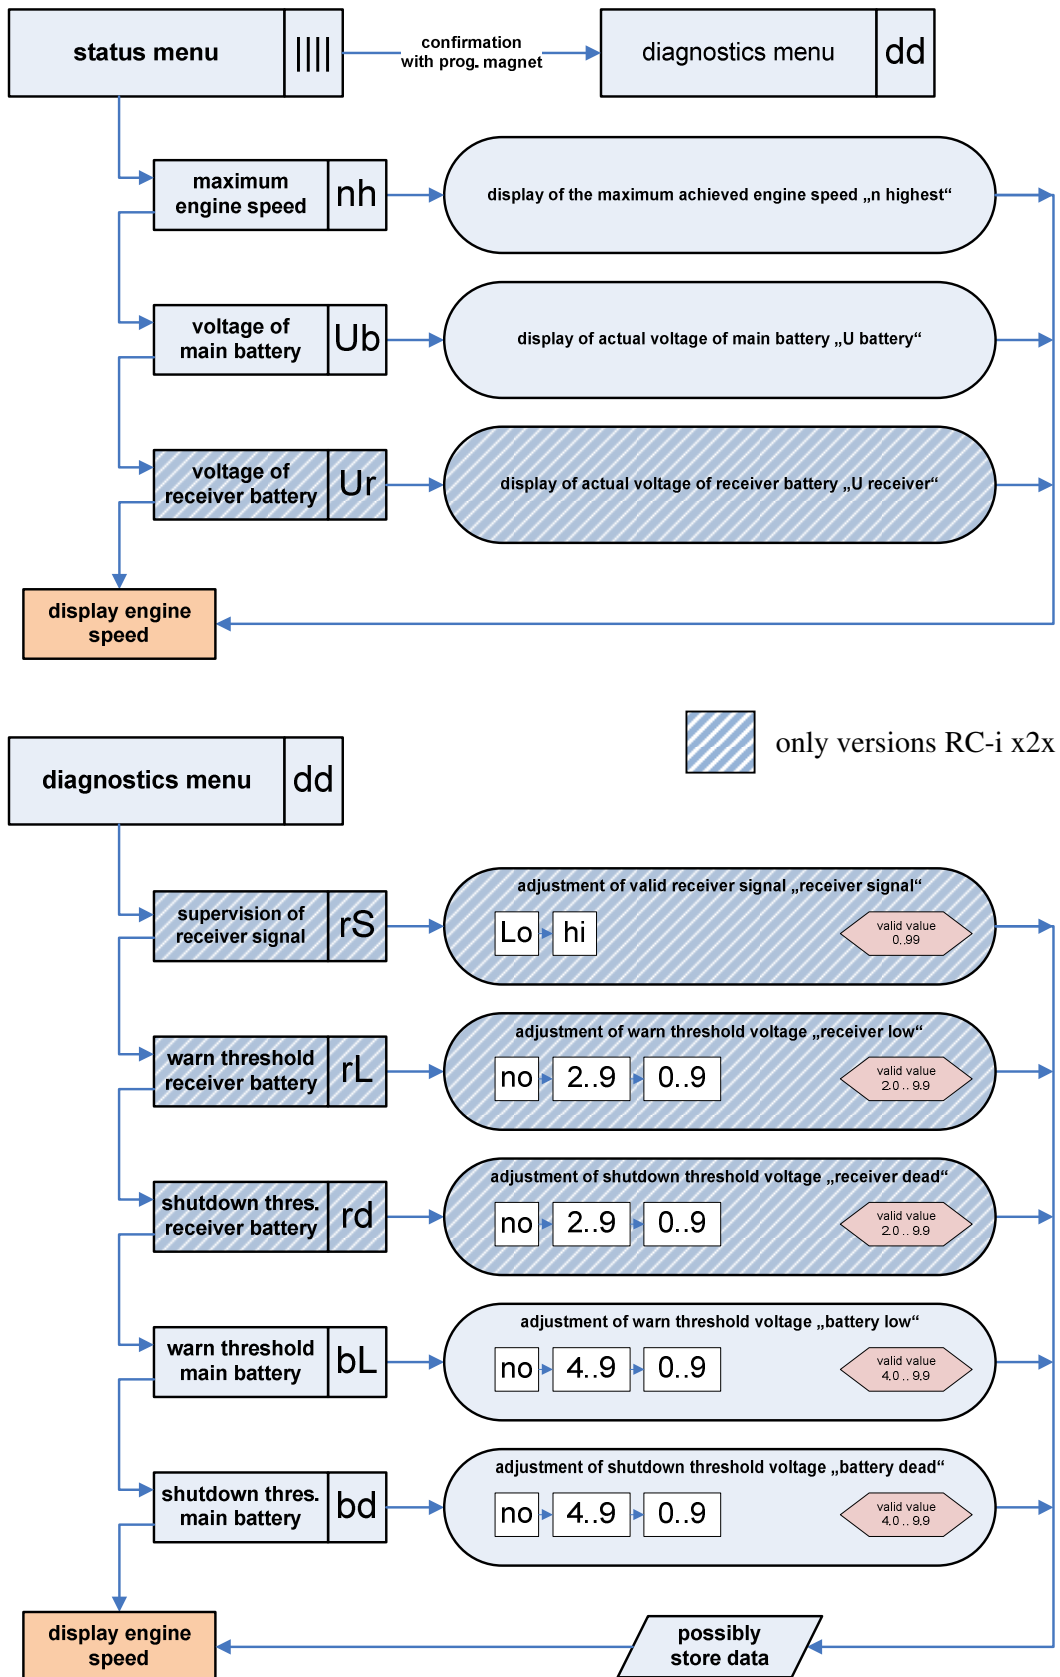 status menu
||||
confirmation
with prog. magnet
diagnostics menu
dd
maximum
engine speed
nh
display of the maximum achieved engine speed „n highest“
voltage of
main battery
Ub
display of actual voltage of main battery „U battery“
voltage of
receiver battery
Ur
display of actual voltage of receiver battery „U receiver“
display engine
speed
only versions RC-i x2x
diagnostics menu
dd
supervision of
receiver signal
rS
adjustment of valid receiver signal „receiver signal“
Lo
hi
valid value
0..99
warn threshold
receiver battery
rL
adjustment of warn threshold voltage „receiver low“
no
2..9
0..9
valid value
2.0 .. 9.9
shutdown thres.
receiver battery
rd
adjustment of shutdown threshold voltage „receiver dead“
no
2..9
0..9
valid value
2.0 .. 9.9
warn threshold
main battery
bL
adjustment of warn threshold voltage „battery low“
no
4..9
0..9
valid value
4.0 .. 9.9
shutdown thres.
main battery
bd
adjustment of shutdown threshold voltage „battery dead“
no
4..9
0..9
valid value
4.0 .. 9.9
display engine
speed
possibly
store data